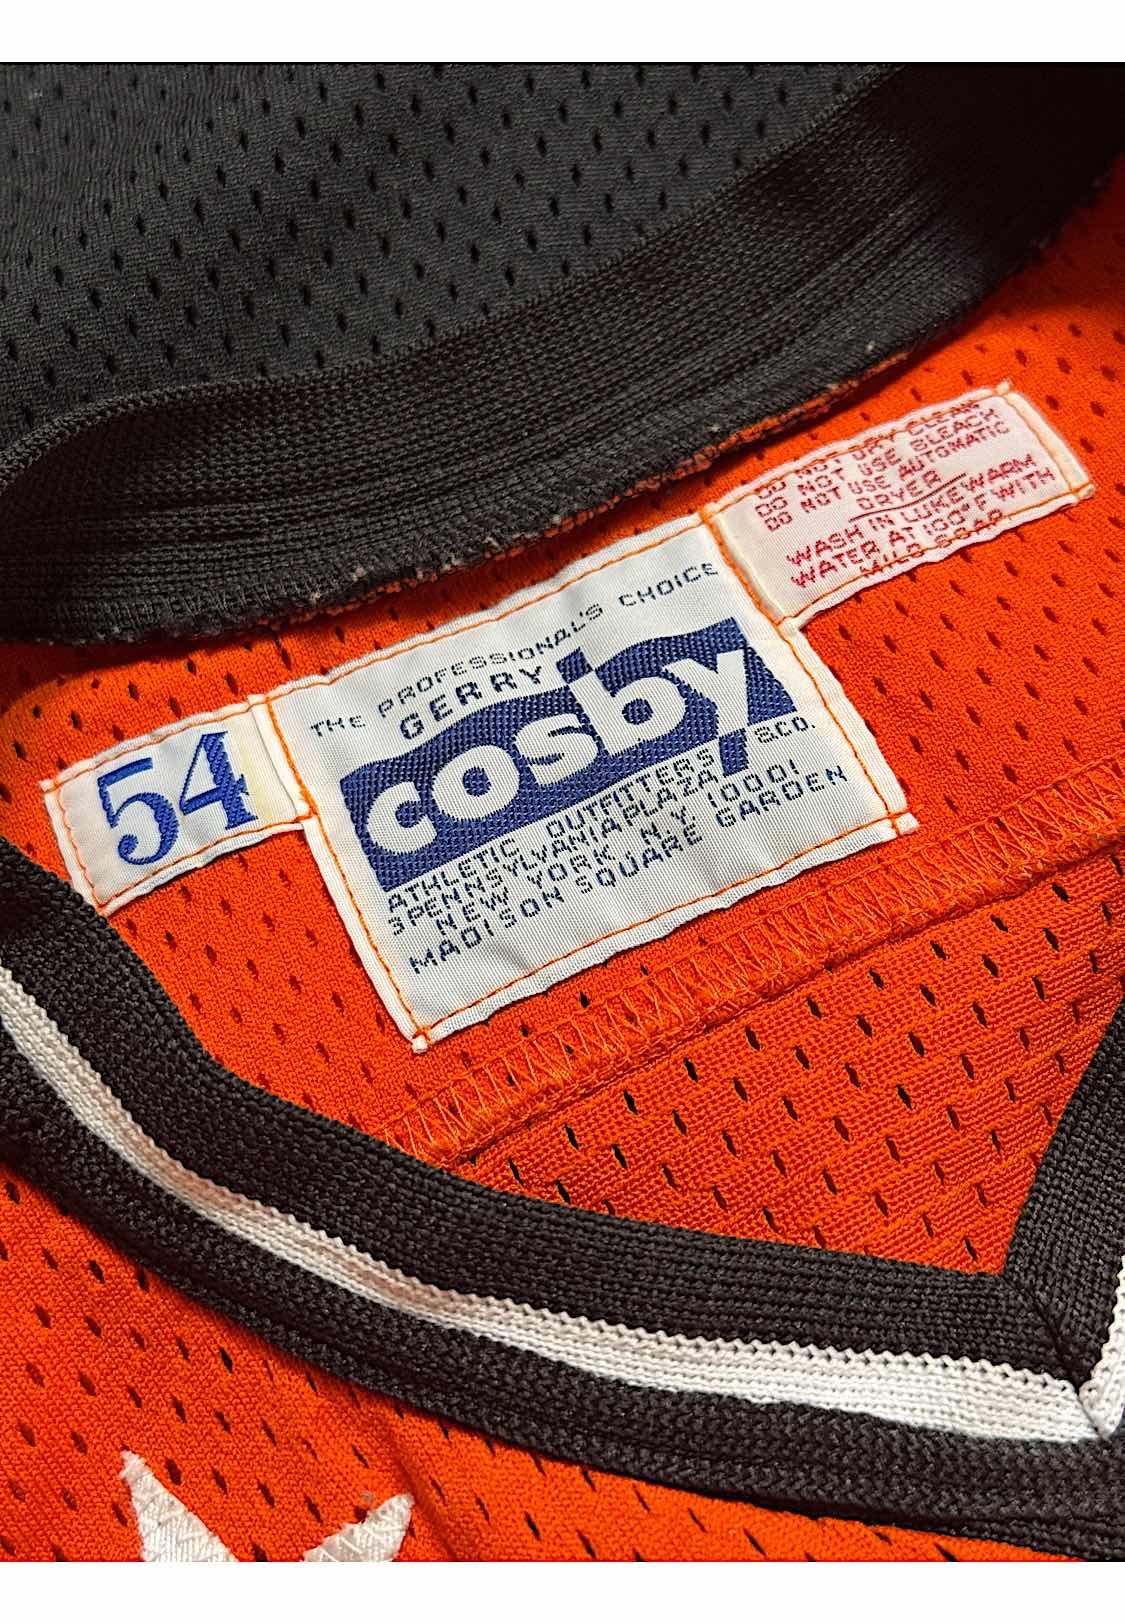 54
THE PROFESSIONAL'S CHOICE
GERRY
cosby
&CO.
ATHLETIC OUTFITTERS
3 PENNSYLVANIA PLAZA
NEW YORK N.Y. 10001
MADISON SQUARE GARDEN
DO NOT DRY CLEAN
DO NOT USE BLEACH
DO NOT USE AUTOMATIC
DRYER
WASH IN LUKEWARM
WATER AT 100°F WITH
MILD SOAP